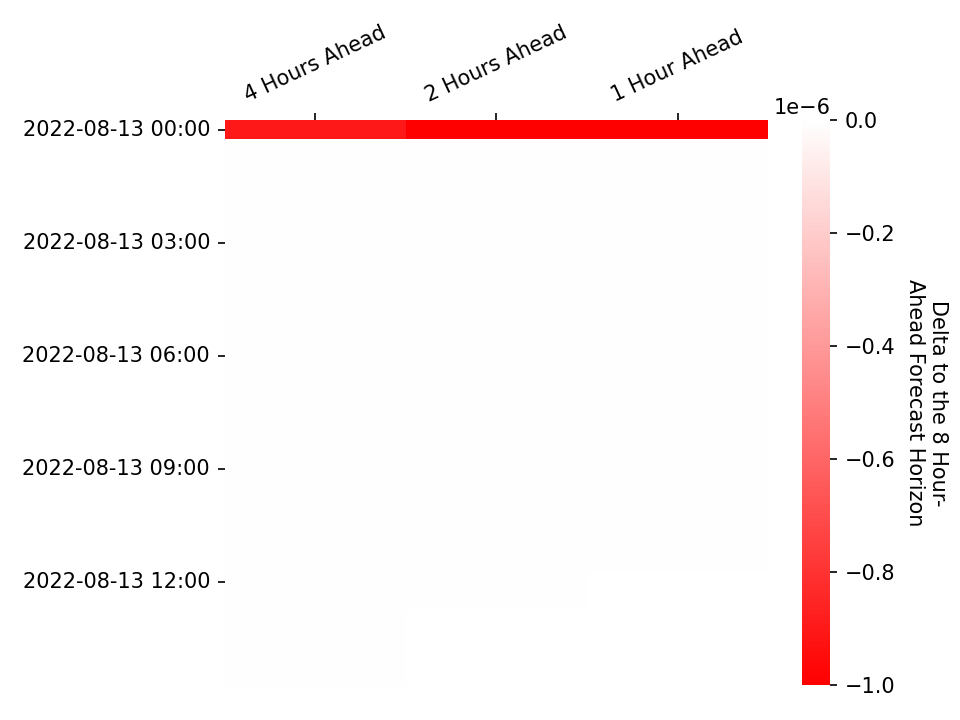 4 Hours Ahead
2 Hours Ahead
1 Hour Ahead
2022-08-13 00:00
2022-08-13 03:00
2022-08-13 06:00
2022-08-13 09:00
2022-08-13 12:00
1e−6
0.0
−0.2
−0.4
−0.6
−0.8
−1.0
Delta to the 8 Hour-
Ahead Forecast Horizon